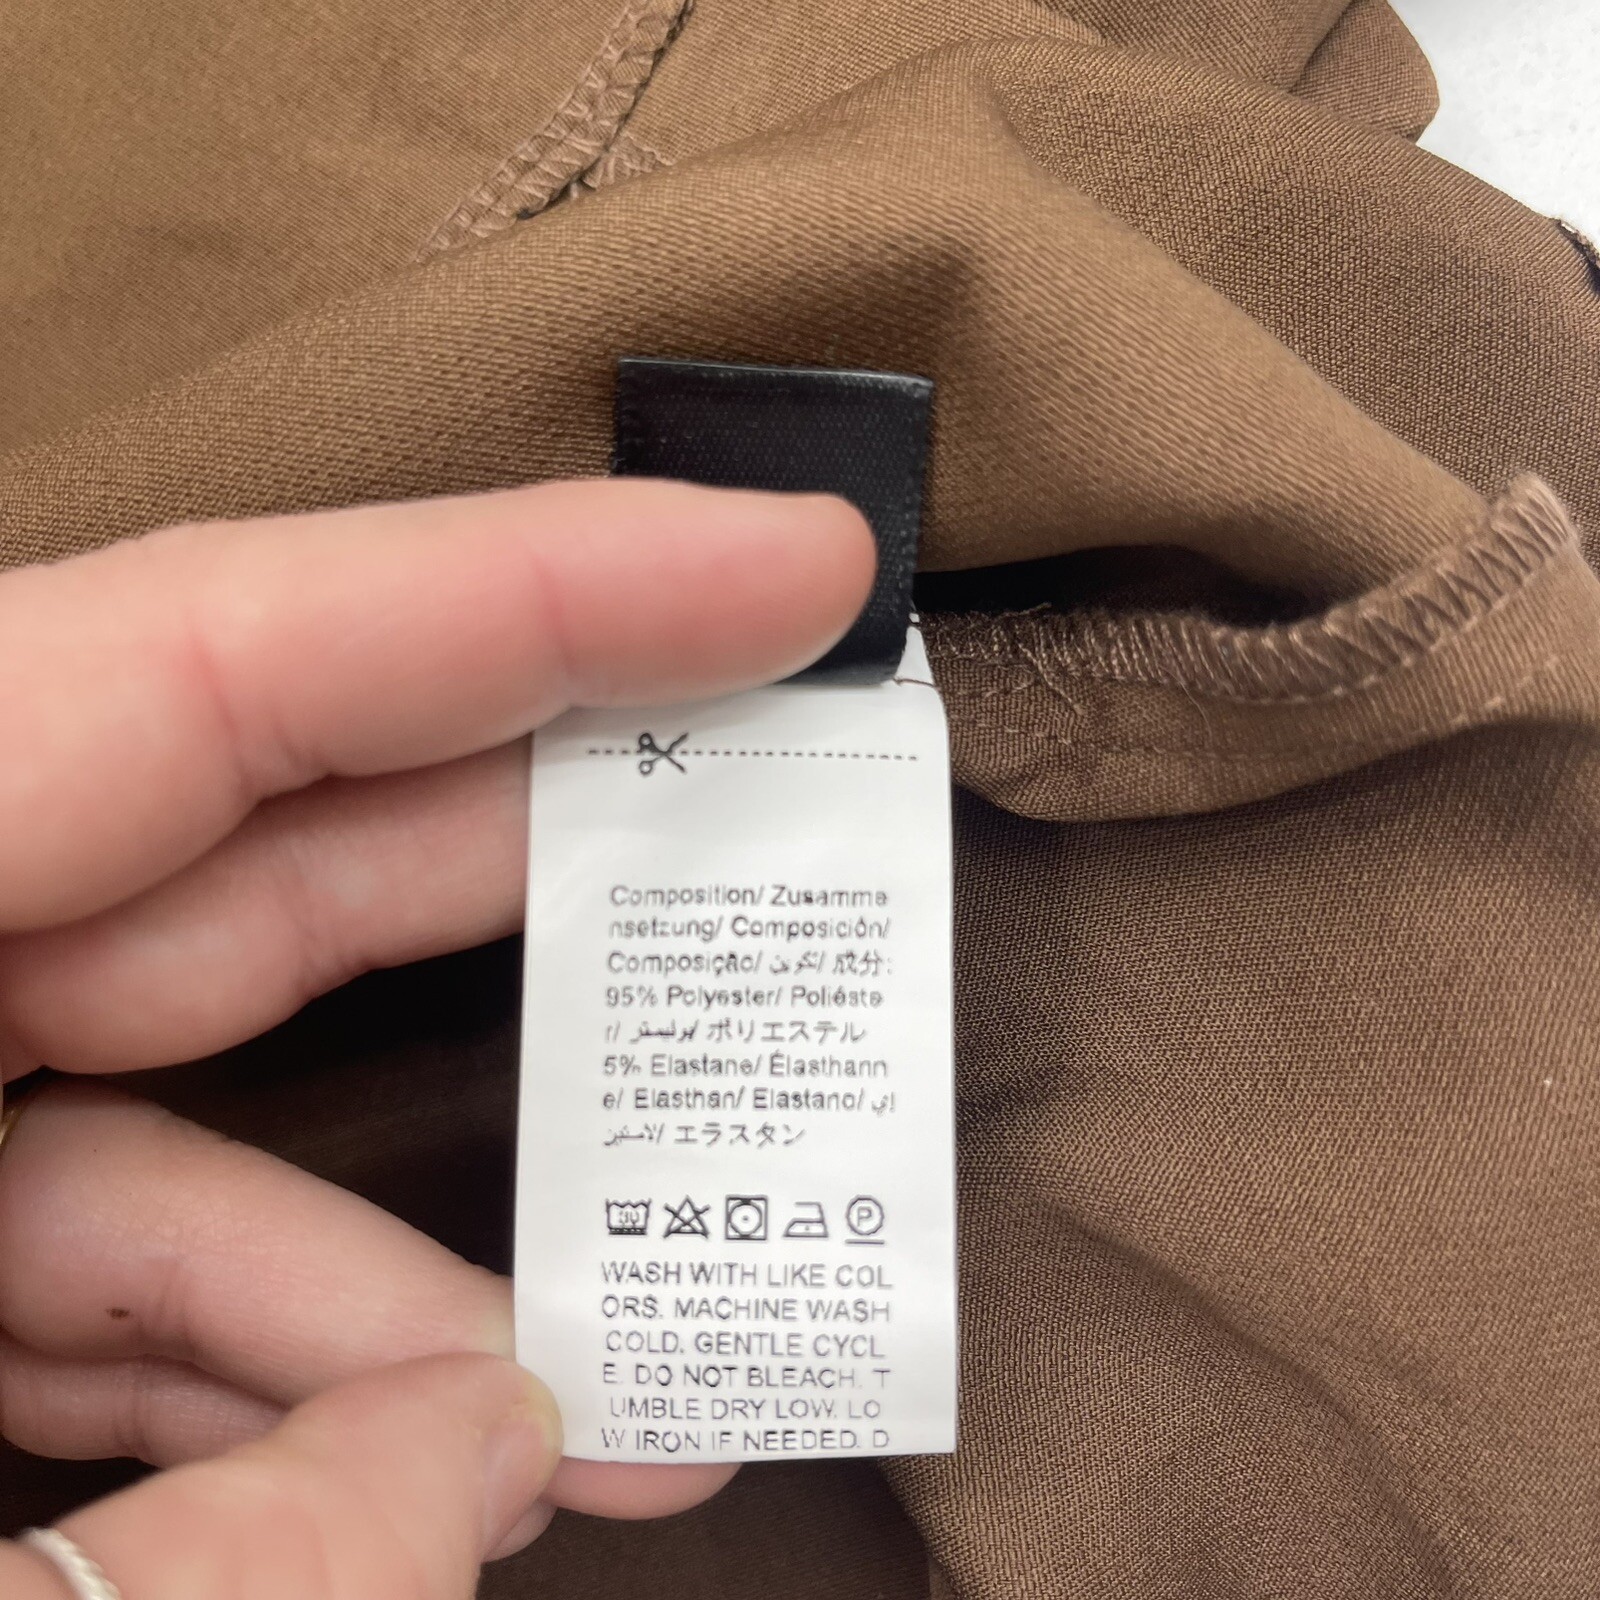 Composition/ Zusamme
nsetzung/ Composición/
Composição/ تكوين/ 成分:
95% Polyester/ Poliéste
r/ بوليستر/ ポリエステル
5% Elastane/ Élasthann
e/ Elasthan/ Elastano/ إي
لاستين/ エラスタン
30 P
WASH WITH LIKE COL
ORS. MACHINE WASH
COLD. GENTLE CYCL
E. DO NOT BLEACH. T
UMBLE DRY LOW. LO
W IRON IF NEEDED. D